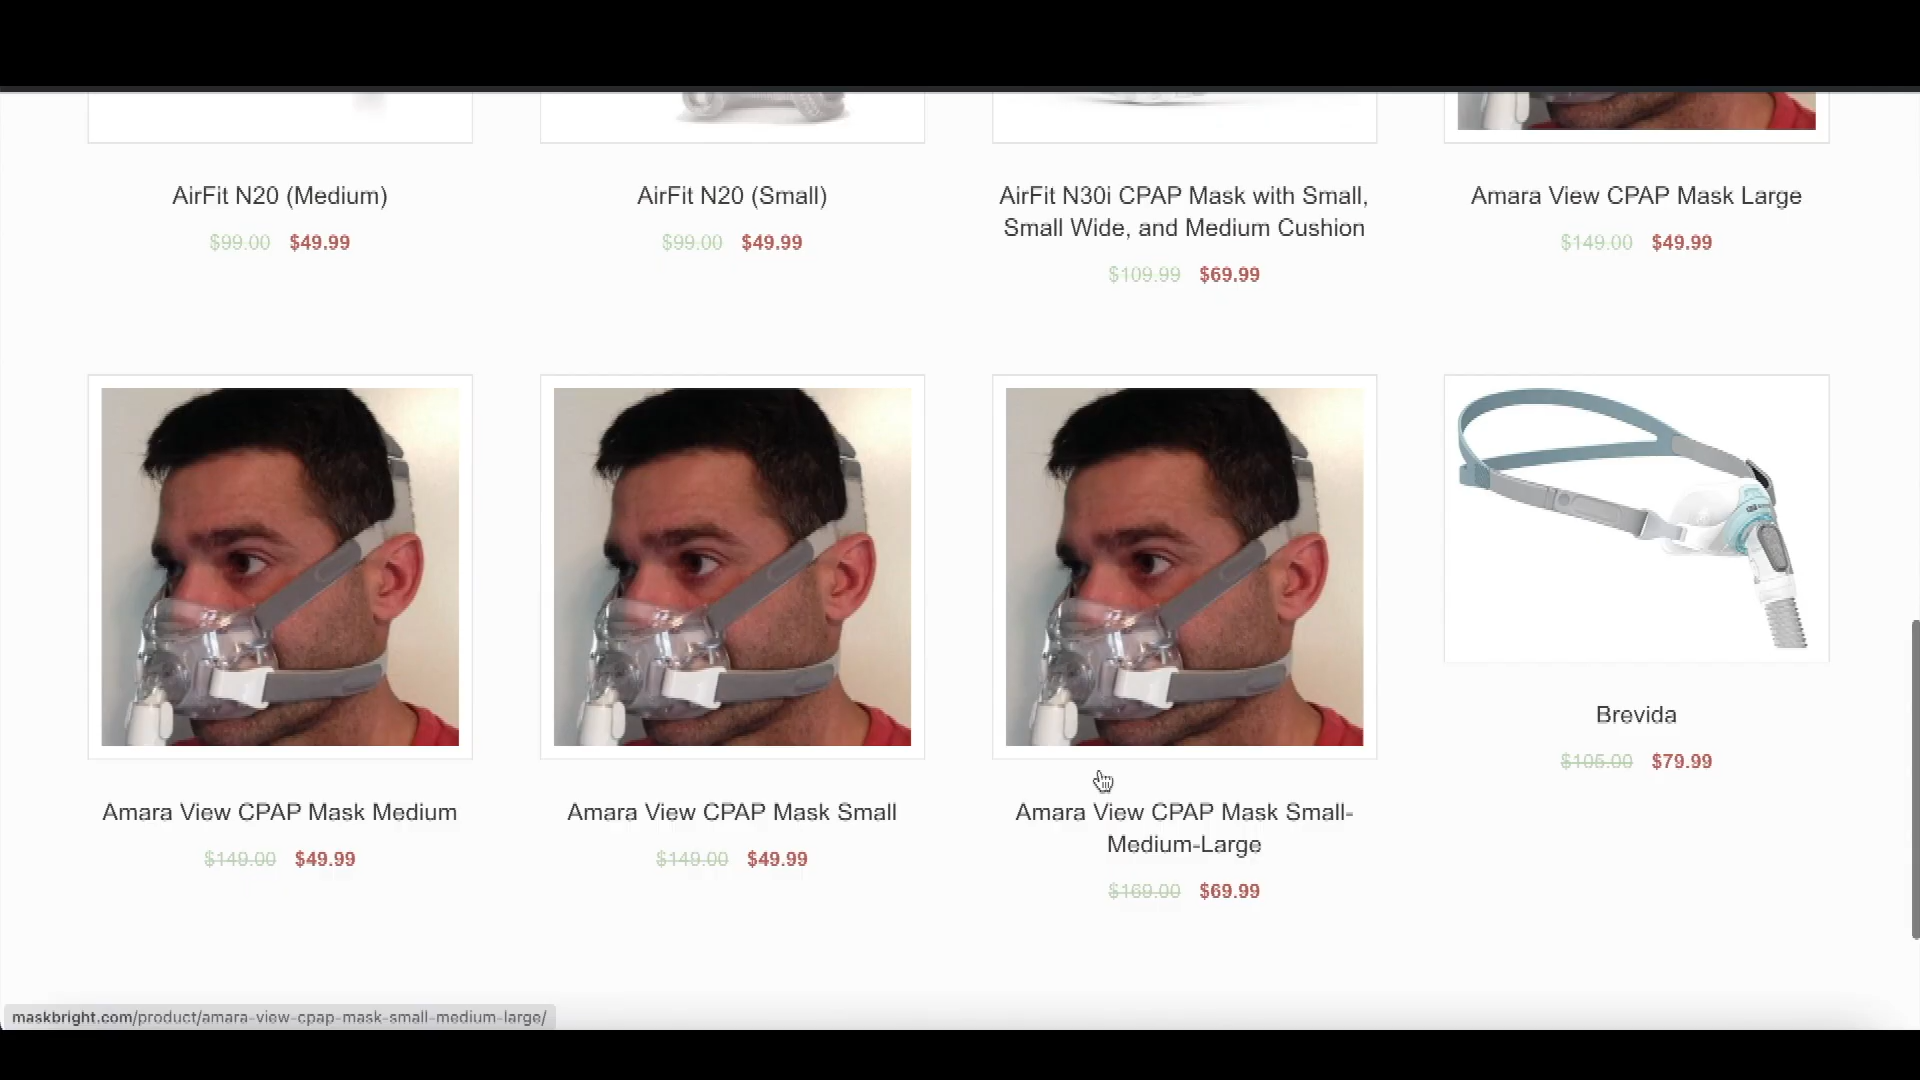 AirFit N20 (Medium)
$99.00 $49.99
AirFit N20 (Small)
$99.00 $49.99
AirFit N30i CPAP Mask with Small,
Small Wide, and Medium Cushion
$109.99 $69.99
Amara View CPAP Mask Large
$149.00 $49.99
Amara View CPAP Mask Medium
$149.00 $49.99
Amara View CPAP Mask Small
$149.00 $49.99
Amara View CPAP Mask Small-
Medium-Large
$169.00 $69.99
Brevida
$105.00 $79.99
maskbright.com/product/amara-view-cpap-mask-small-medium-large/